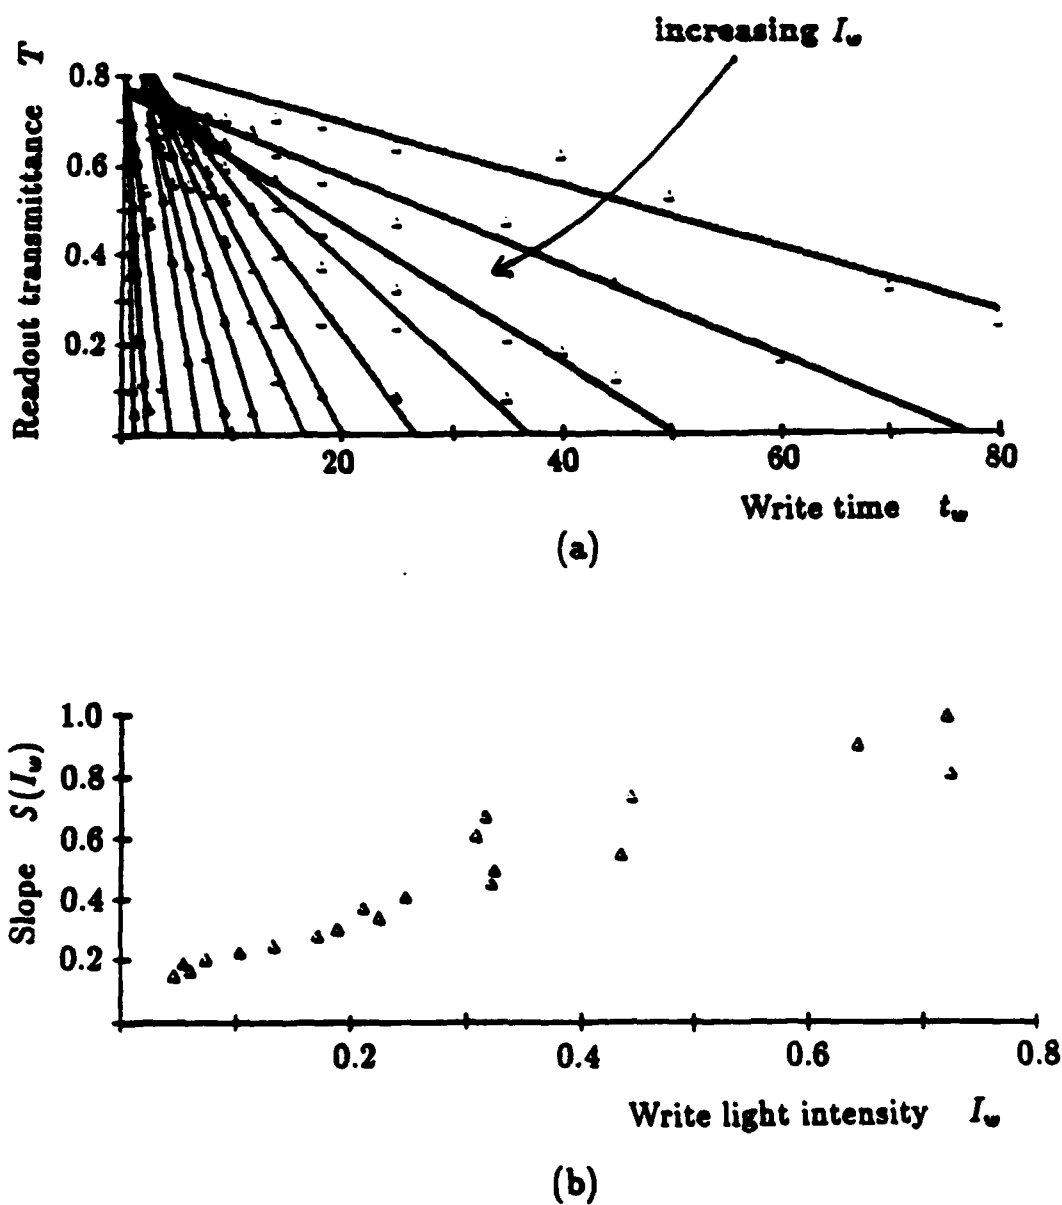 increasing I_w
Readout transmittance T
0.8
0.6
0.4
0.2
20 40 60 80
Write time t_w
(a)
Slope S(I_w)
1.0
0.8
0.6
0.4
0.2
0.2 0.4 0.6 0.8
Write light intensity I_w
(b)